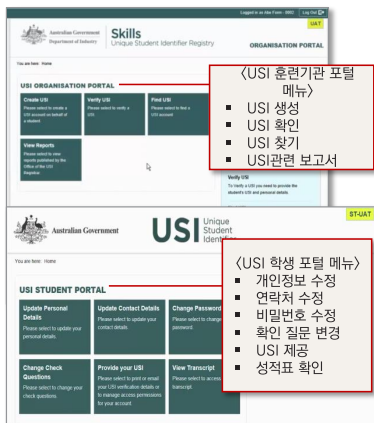 Logged in as Jake Foran - 0002 Log Out
UAT
Australian Government
Department of Industry
Skills
Unique Student Identifier Registry
ORGANISATION PORTAL
You are here: Home
USI ORGANISATION PORTAL
Create USI
Please select to create a
USI account on behalf of
a student
Verify USI
Please select to verify a
USI
Find USI
Please select to find a
USI account
View Reports
Please select to view
reports published by the
Office of the USI
Registrar
Verify USI
To Verify a USI you need to provide the
student's USI and personal details.
〈USI 훈련기관 포털
메뉴〉
▪ USI 생성
▪ USI 확인
▪ USI 찾기
▪ USI관련 보고서
ST-UAT
Australian Government
USI Unique
Student
Identifier
You are here: Home
USI STUDENT PORTAL
Update Personal
Details
Please select to update your
personal details.
Update Contact Details
Please select to update your
contact details.
Change Password
Please select to change
password.
Change Check
Questions
Please select to change your
check questions.
Provide your USI
Please select to print or email
your USI verification details or
to manage access permissions
for your account
View Transcript
Please select to access
transcript
〈USI 학생 포털 메뉴〉
▪ 개인정보 수정
▪ 연락처 수정
▪ 비밀번호 수정
▪ 확인 질문 변경
▪ USI 제공
▪ 성적표 확인